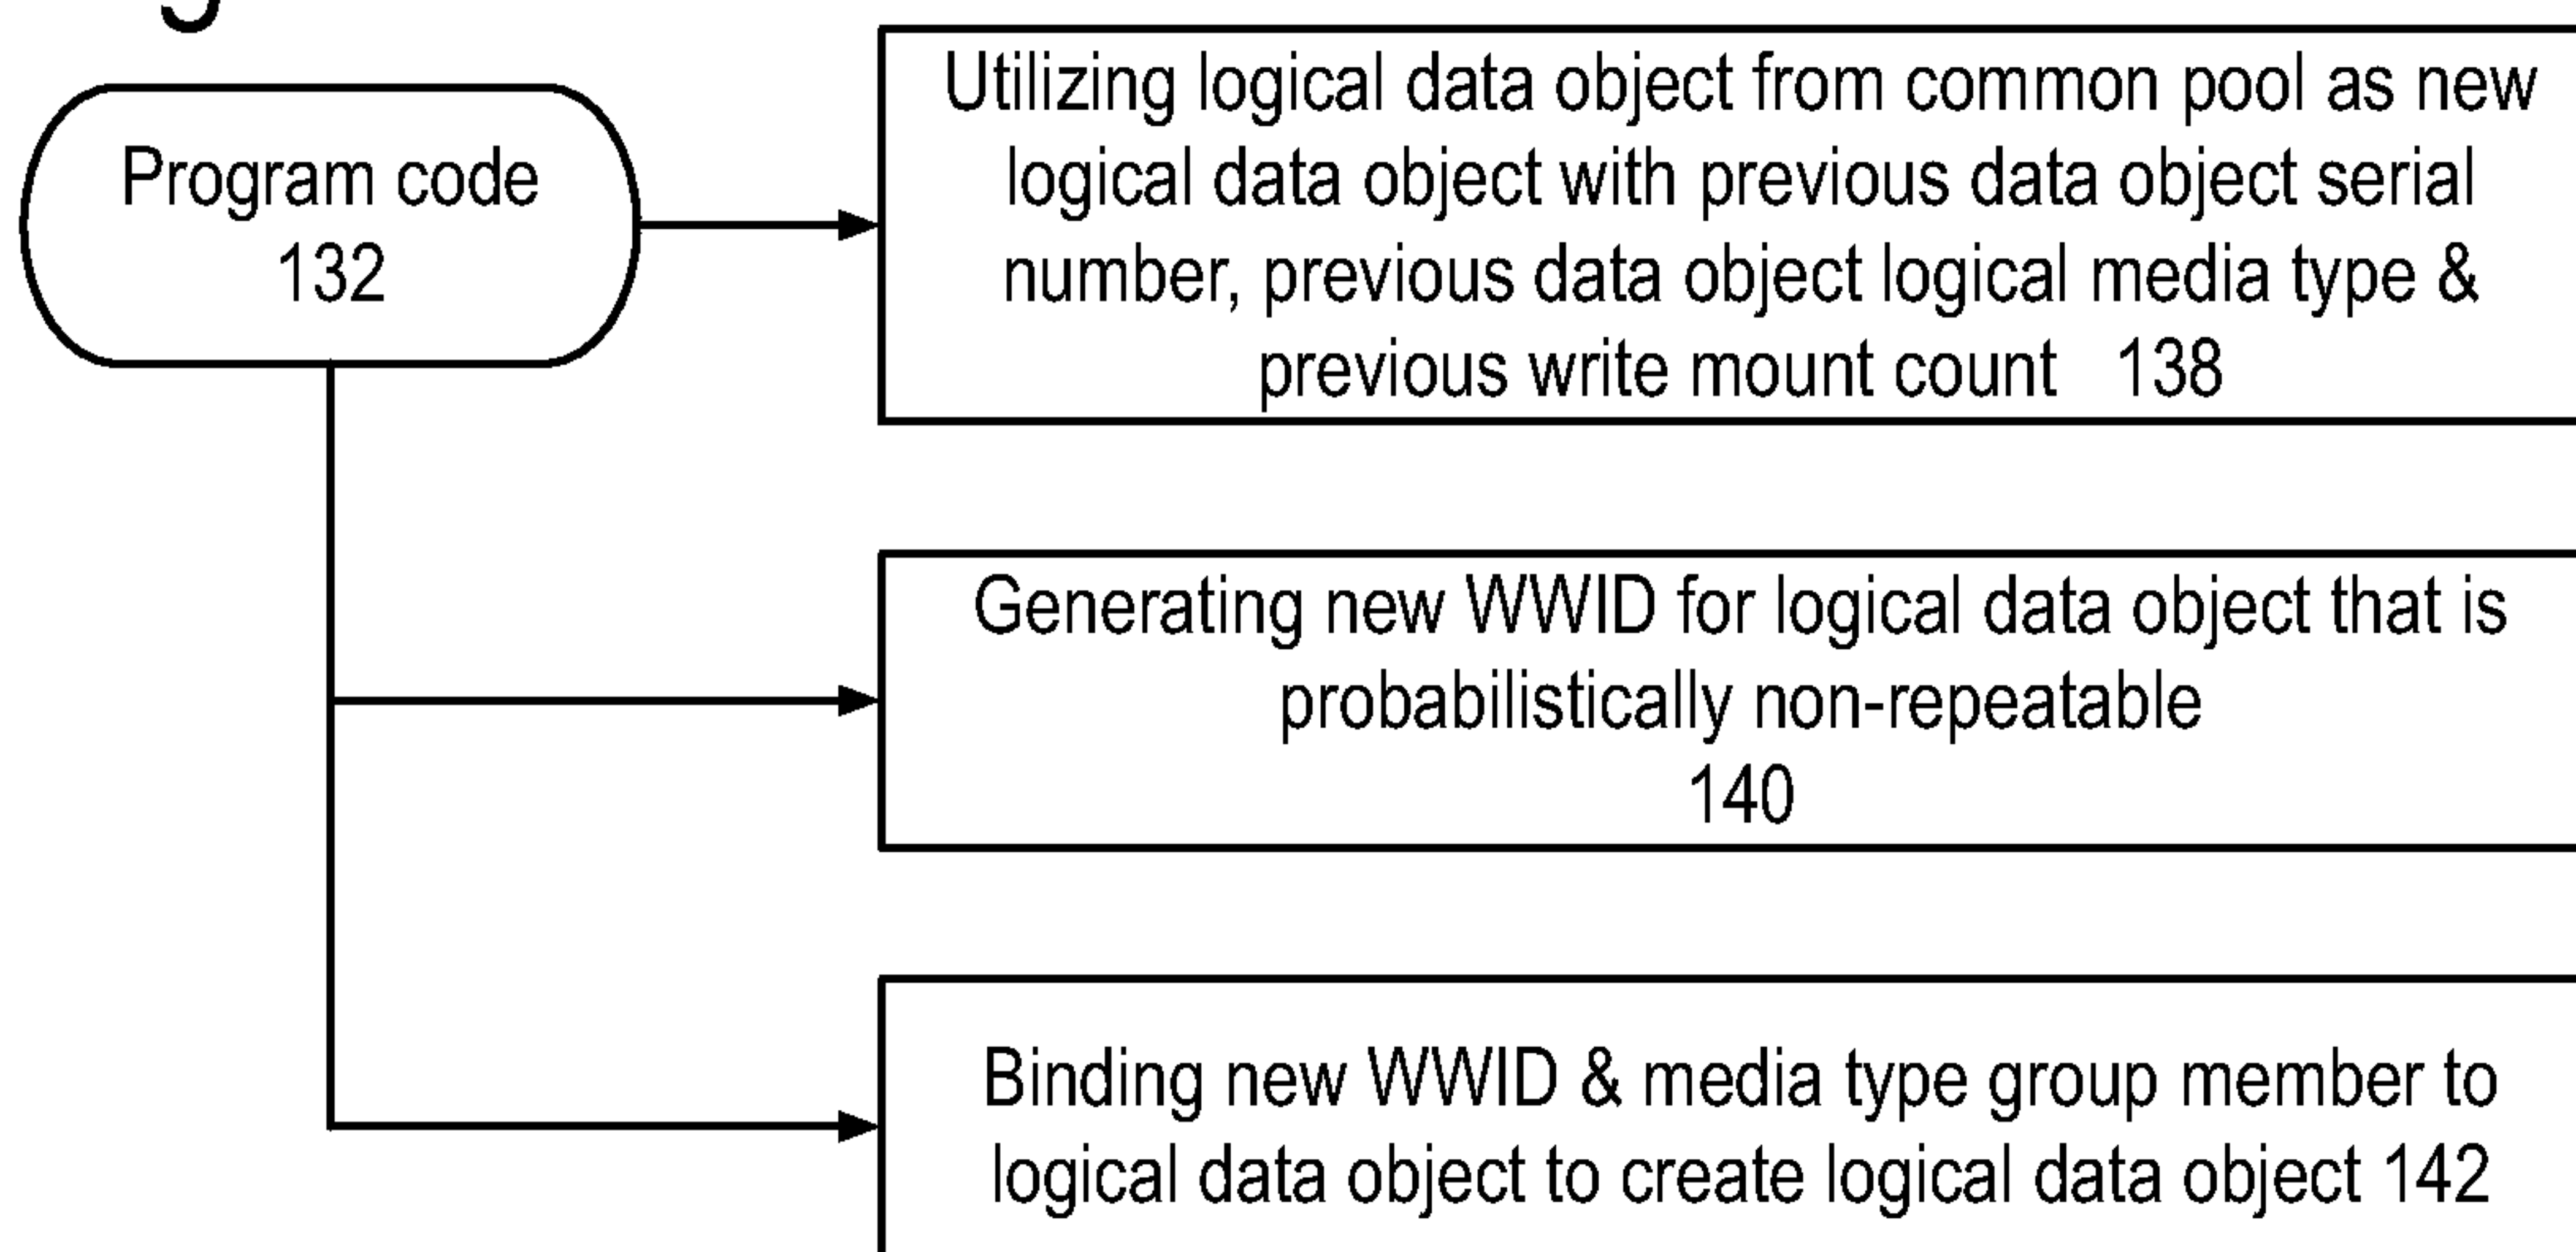 Program code
132
Utilizing logical data object from common pool as new
logical data object with previous data object serial
number, previous data object logical media type &
previous write mount count 138
Generating new WWID for logical data object that is
probabilistically non-repeatable
140
Binding new WWID & media type group member to
logical data object to create logical data object 142